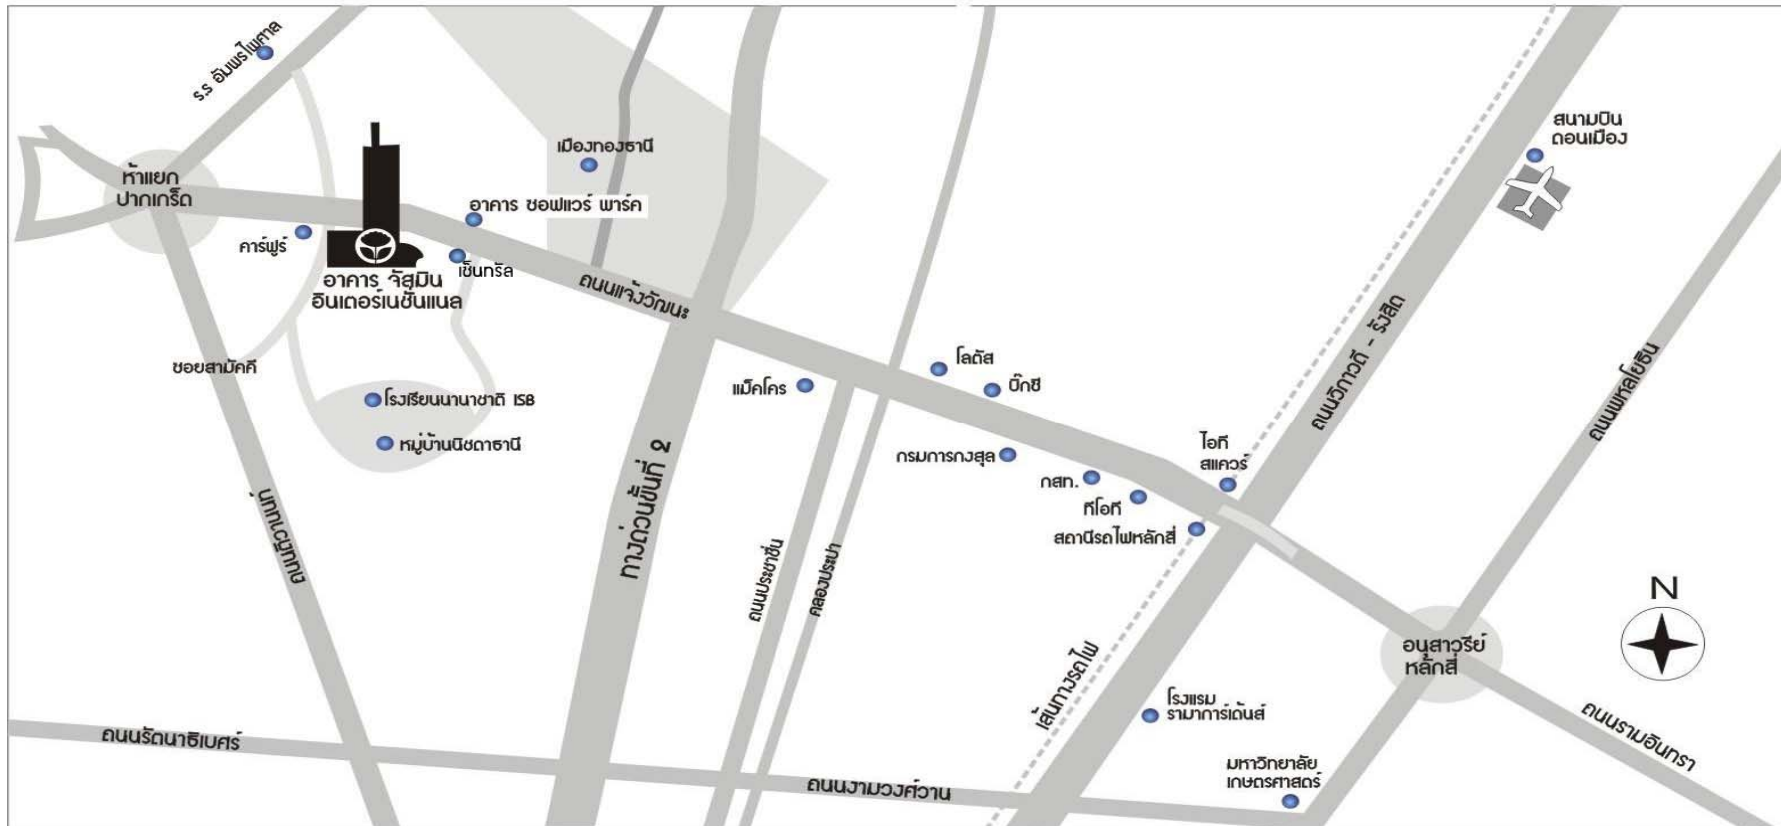 ร.ร อัมพรไพศาล
ห้าแยก
ปากเกร็ด
คาร์ฟูร์
อาคาร จัสมิน
อินเตอร์เนชั่นแนล
เมืองทองธานี
อาคาร ซอฟแวร์ พาร์ค
เซ็นทรัล
ถนนแจ้งวัฒนะ
ซอยสามัคคี
โรงเรียนนานาชาติ ISB
หมู่บ้านนิชดาธานี
ถนนติวานนท์
ทางด่วนขั้นที่ 2
แม็คโคร
ถนนประชาชื่น
คลองประปา
โลตัส
บิ๊กซี
กรมการกงสุล
กสท.
ทีโอที
สถานีรถไฟหลักสี่
ไอที
สแควร์
สนามบิน
ดอนเมือง
ถนนวิภาวดี - รังสิต
ถนนพหลโยธิน
N
อนุสาวรีย์
หลักสี่
เส้นทางรถไฟ
โรงแรม
รามาการ์เด้นส์
ถนนรามอินทรา
มหาวิทยาลัย
เกษตรศาสตร์
ถนนรัตนาธิเบศร์
ถนนงามวงศ์วาน